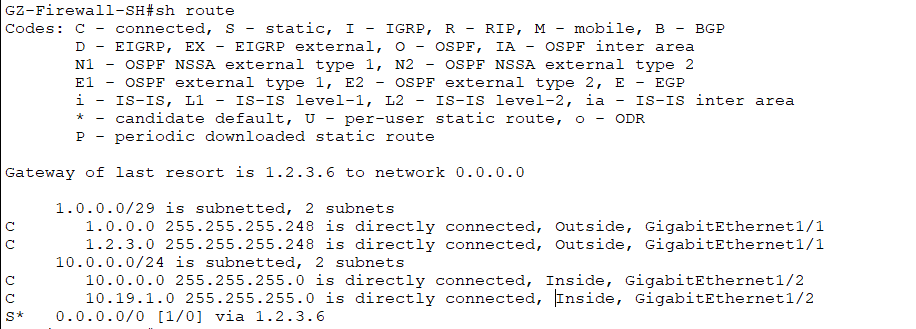 GZ-Firewall-SH#sh route
Codes: C - connected, S - static, I - IGRP, R - RIP, M - mobile, B - BGP
D - EIGRP, EX - EIGRP external, O - OSPF, IA - OSPF inter area
N1 - OSPF NSSA external type 1, N2 - OSPF NSSA external type 2
E1 - OSPF external type 1, E2 - OSPF external type 2, E - EGP
i - IS-IS, L1 - IS-IS level-1, L2 - IS-IS level-2, ia - IS-IS inter area
* - candidate default, U - per-user static route, o - ODR
P - periodic downloaded static route
Gateway of last resort is 1.2.3.6 to network 0.0.0.0
1.0.0.0/29 is subnetted, 2 subnets
C 1.0.0.0 255.255.255.248 is directly connected, Outside, GigabitEthernet1/1
C 1.2.3.0 255.255.255.248 is directly connected, Outside, GigabitEthernet1/1
10.0.0.0/24 is subnetted, 2 subnets
C 10.0.0.0 255.255.255.0 is directly connected, Inside, GigabitEthernet1/2
C 10.19.1.0 255.255.255.0 is directly connected, Inside, GigabitEthernet1/2
S* 0.0.0.0/0 [1/0] via 1.2.3.6